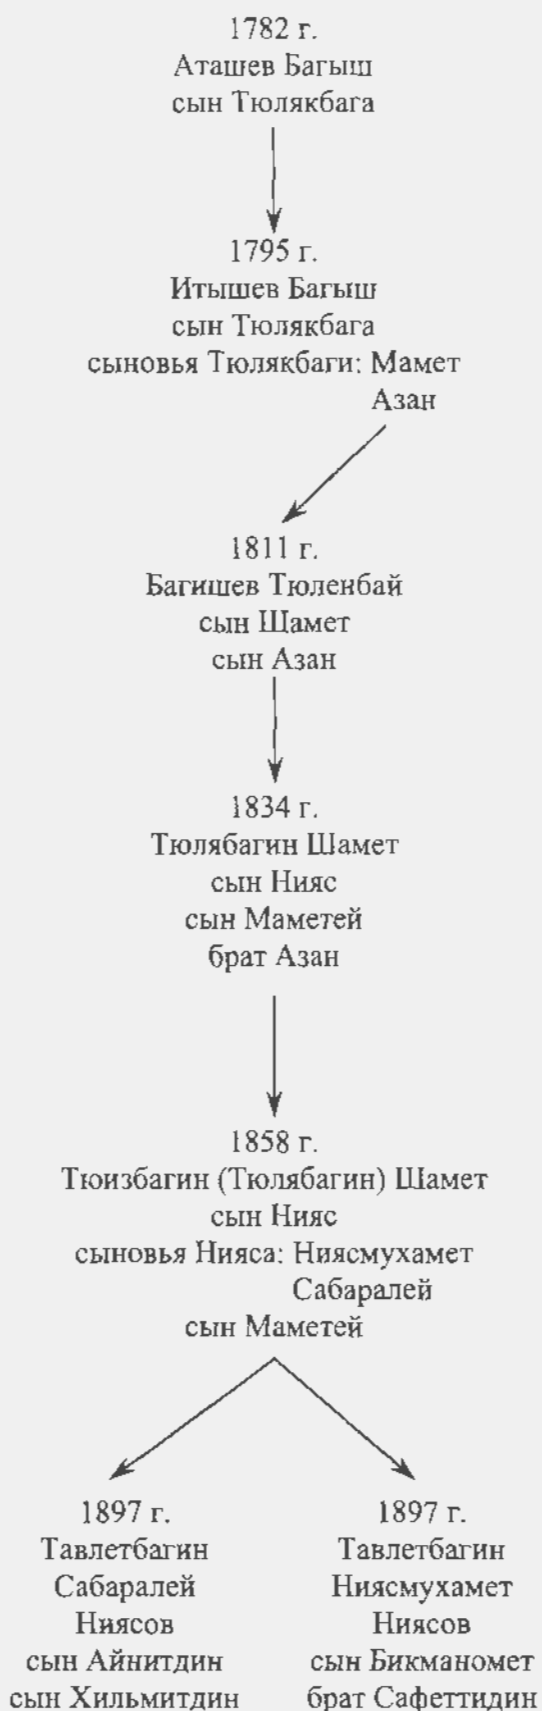 1782 г.
Аташев Багыш
сын Тюлякбага
1795 г.
Итышев Багыш
сын Тюлякбага
сыновья Тюлякбаги: Мамет
Азан
1811 г.
Багишев Тюленбай
сын Шамет
сын Азан
1834 г.
Тюлябагин Шамет
сын Нияс
сын Маметей
брат Азан
1858 г.
Тюизбагин (Тюлябагин) Шамет
сын Нияс
сыновья Нияса: Ниясмухамет
Сабаралей
сын Маметей
1897 г.
Тавлетбагин
Сабаралей
Ниясов
сын Айнитдин
сын Хильмитдин
1897 г.
Тавлетбагин
Ниясмухамет
Ниясов
сын Бикманомет
брат Сафеттидин